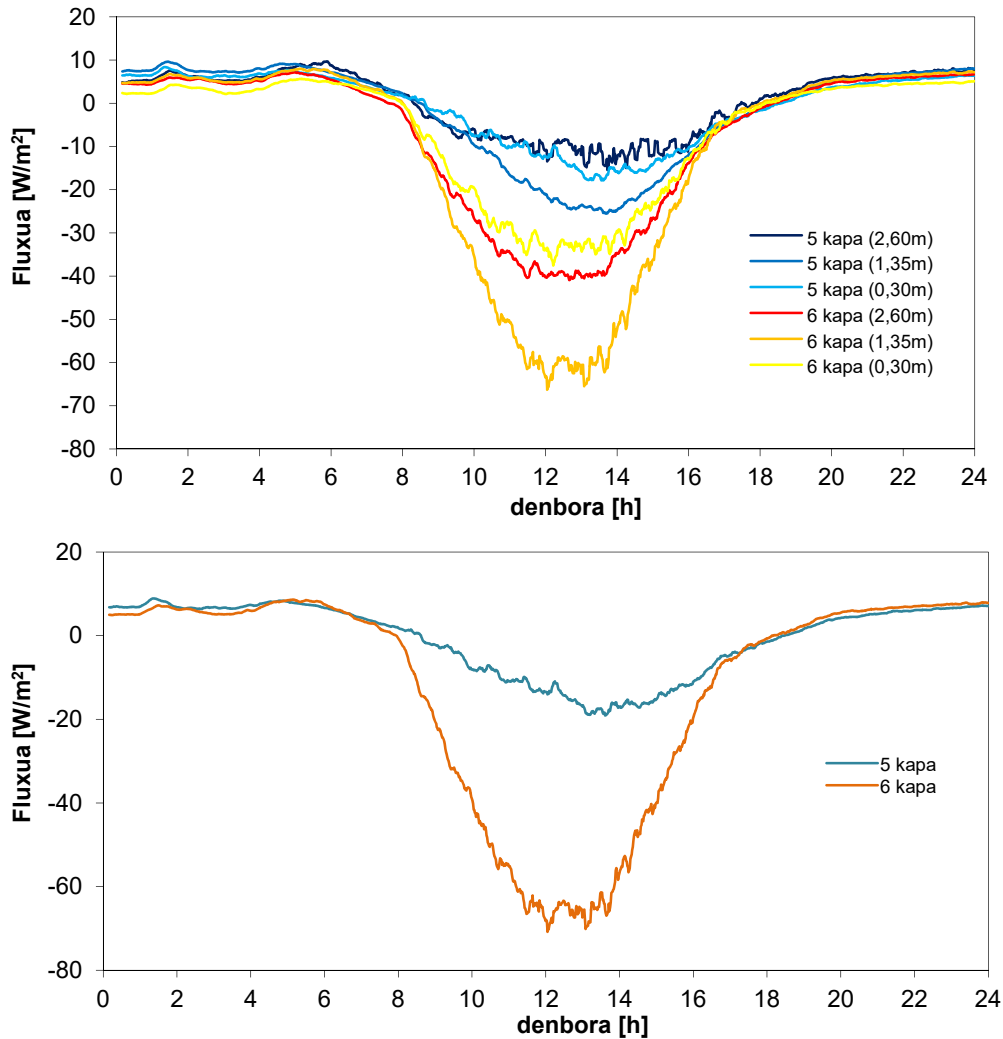 20
10
0
-10
-20
-30
-40
-50
-60
-70
-80
Fluxua [W/m²]
5 kapa (2,60m)
5 kapa (1,35m)
5 kapa (0,30m)
6 kapa (2,60m)
6 kapa (1,35m)
6 kapa (0,30m)
0 2 4 6 8 10 12 14 16 18 20 22 24
denbora [h]
20
0
-20
-40
-60
-80
Fluxua [W/m²]
5 kapa
6 kapa
0 2 4 6 8 10 12 14 16 18 20 22 24
denbora [h]